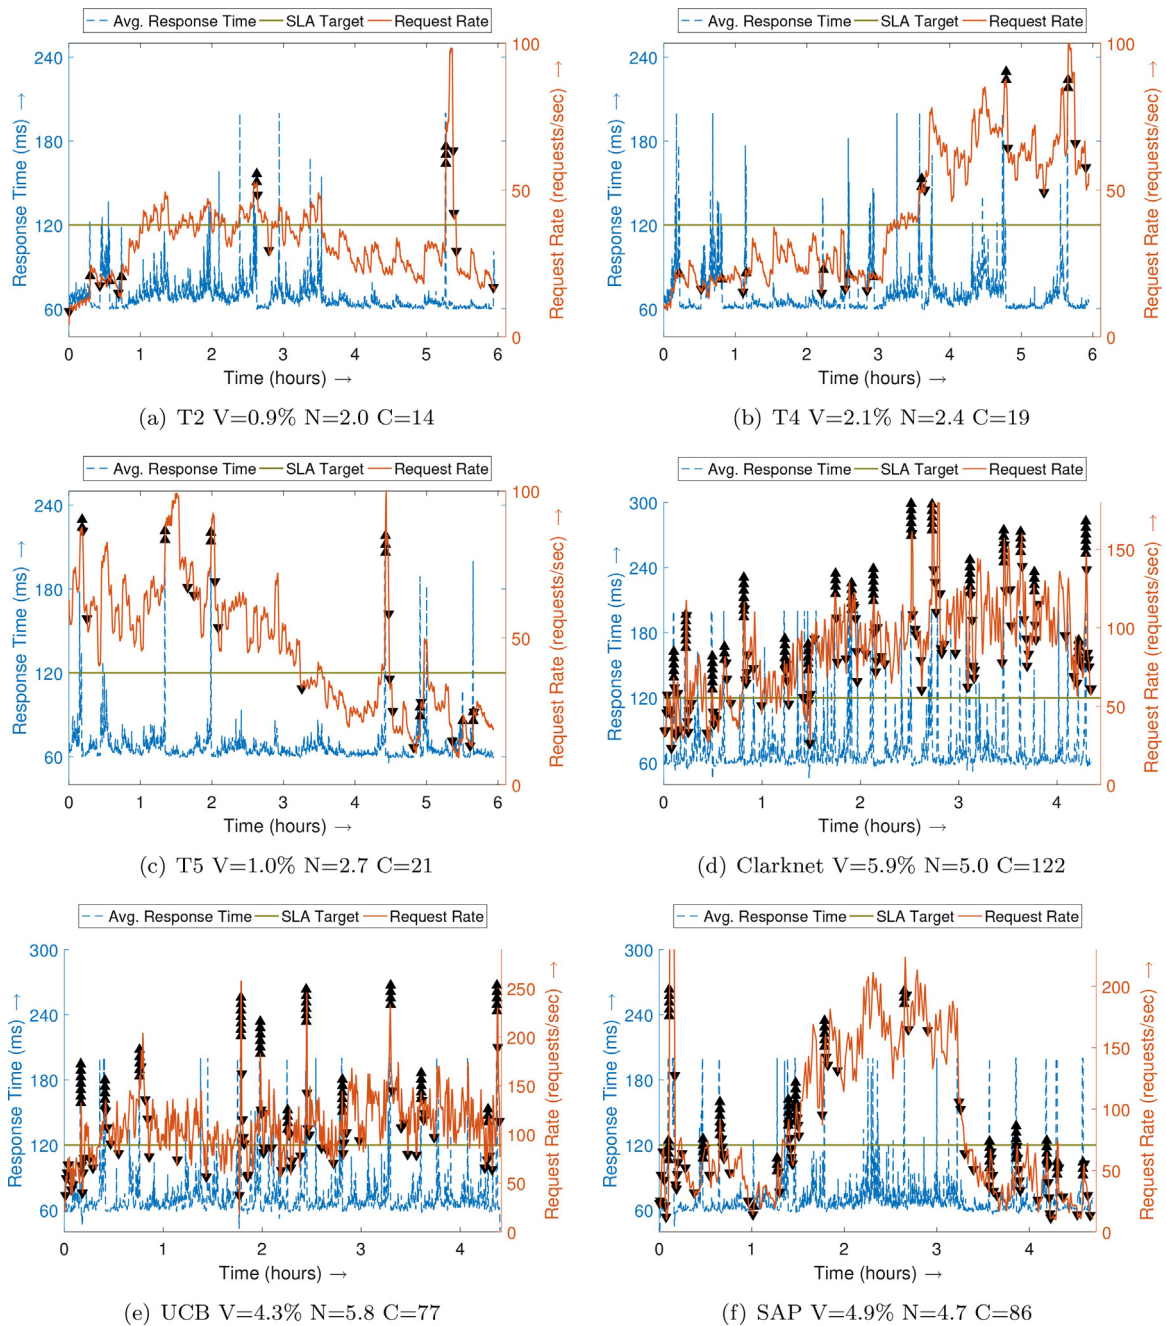 Avg. Response Time SLA Target Request Rate
Response Time (ms) →
240
180
120
60
100
50
0
Request Rate (requests/sec) →
0 1 2 3 4 5 6
Time (hours) →
(a) T2 V=0.9% N=2.0 C=14
Avg. Response Time SLA Target Request Rate
Response Time (ms) →
240
180
120
60
100
50
0
Request Rate (requests/sec) →
0 1 2 3 4 5 6
Time (hours) →
(b) T4 V=2.1% N=2.4 C=19
Avg. Response Time SLA Target Request Rate
Response Time (ms) →
240
180
120
60
100
50
0
Request Rate (requests/sec) →
0 1 2 3 4 5 6
Time (hours) →
(c) T5 V=1.0% N=2.7 C=21
Avg. Response Time SLA Target Request Rate
Response Time (ms) →
300
240
180
120
60
150
100
50
0
Request Rate (requests/sec) →
0 1 2 3 4
Time (hours) →
(d) Clarknet V=5.9% N=5.0 C=122
Avg. Response Time SLA Target Request Rate
Response Time (ms) →
300
240
180
120
60
250
200
150
100
50
0
Request Rate (requests/sec) →
0 1 2 3 4
Time (hours) →
(e) UCB V=4.3% N=5.8 C=77
Avg. Response Time SLA Target Request Rate
Response Time (ms) →
300
240
180
120
60
200
150
100
50
0
Request Rate (requests/sec) →
0 1 2 3 4
Time (hours) →
(f) SAP V=4.9% N=4.7 C=86